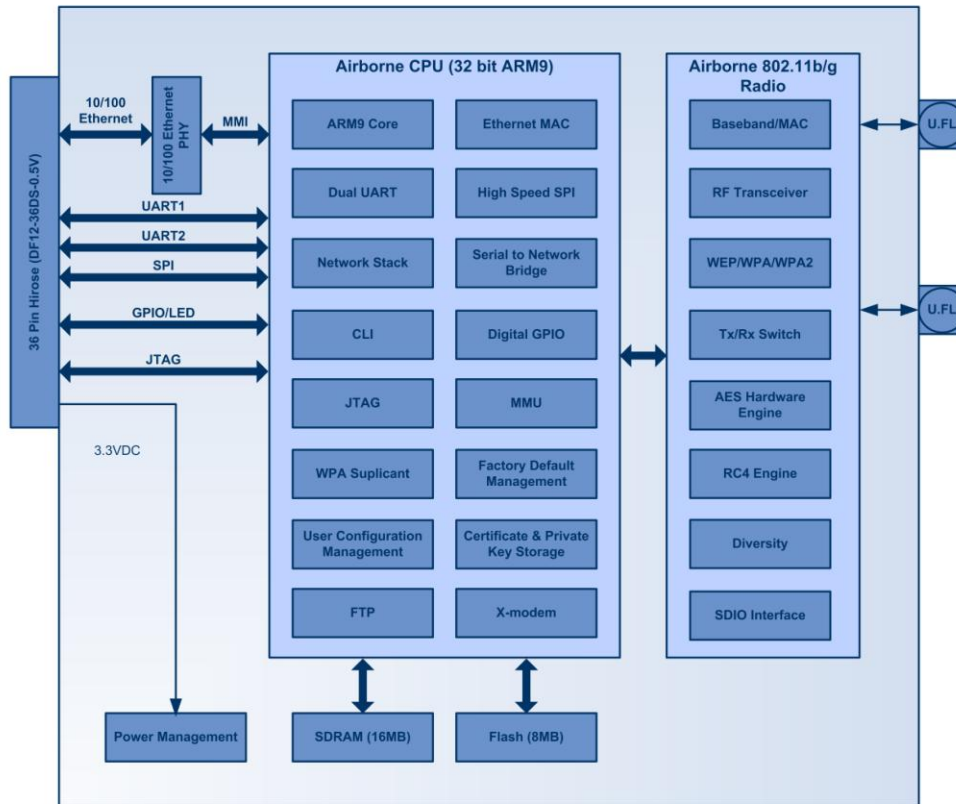 Airborne CPU (32 bit ARM9)
Airborne 802.11b/g
Radio
36 Pin Hirose (DF12-36DS-0.5V)
10/100
Ethernet
10/100 Ethernet
PHY
MMI
UART1
UART2
SPI
GPIO/LED
JTAG
3.3VDC
ARM9 Core
Ethernet MAC
Dual UART
High Speed SPI
Network Stack
Serial to Network
Bridge
CLI
Digital GPIO
JTAG
MMU
WPA Suplicant
Factory Default
Management
User Configuration
Management
Certificate & Private
Key Storage
FTP
X-modem
Baseband/MAC
RF Transceiver
WEP/WPA/WPA2
Tx/Rx Switch
AES Hardware
Engine
RC4 Engine
Diversity
SDIO Interface
U.FL
U.FL
Power Management
SDRAM (16MB)
Flash (8MB)